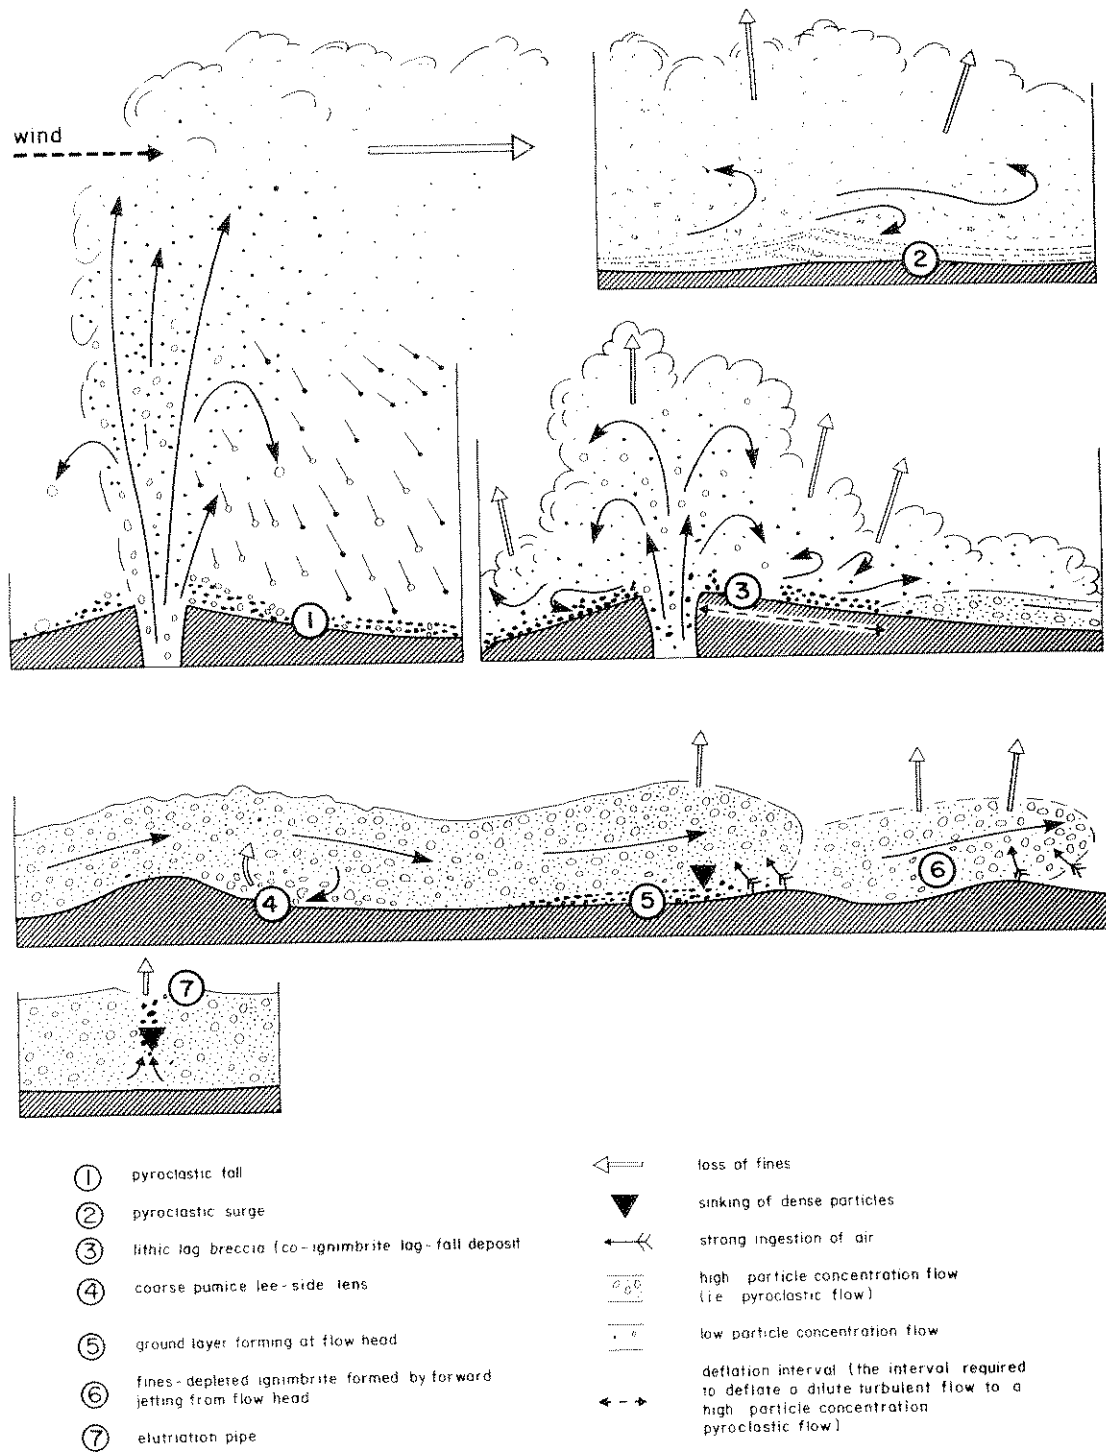 wind
1
2
3
4
5
6
7
1 pyroclastic fall
2 pyroclastic surge
3 lithic lag breccia (co-ignimbrite lag-fall deposit
4 coarse pumice lee-side lens
5 ground layer forming at flow head
6 fines-depleted ignimbrite formed by forward
jetting from flow head
7 elutriation pipe
loss of fines
sinking of dense particles
strong ingestion of air
high particle concentration flow
(i e pyroclastic flow)
low particle concentration flow
deflation interval (the interval required
to deflate a dilute turbulent flow to a
high particle concentration
pyroclastic flow)